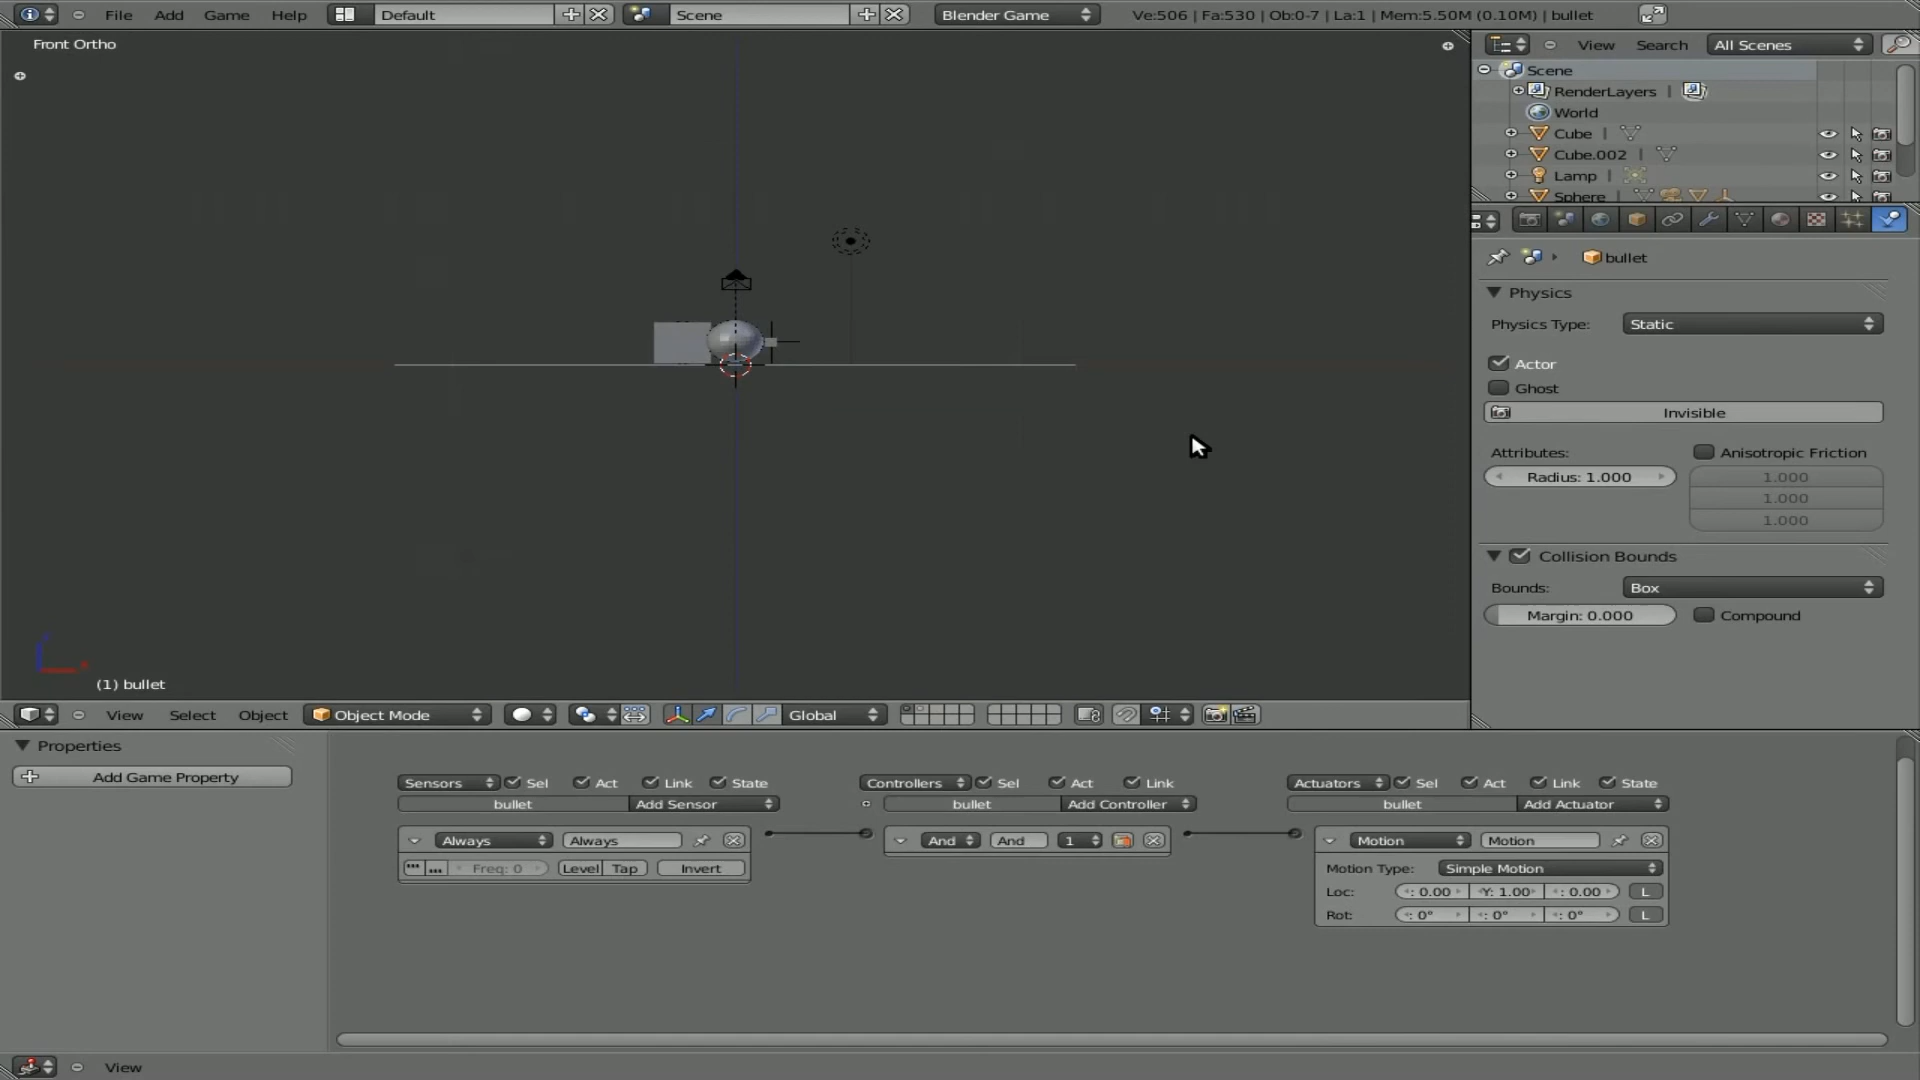 File Add Game Help Default Scene Blender Game Ve:506 | Fa:530 | Ob:0-7 | La:1 | Mem:5.50M (0.10M) | bullet
Front Ortho
View Search All Scenes
Scene
RenderLayers |
World
Cube |
Cube.002 |
Lamp |
Sphere |
bullet
Physics
Physics Type: Static
Actor
Ghost
Invisible
Attributes: Anisotropic Friction
Radius: 1.000 1.000
1.000
1.000
Collision Bounds
Bounds: Box
Margin: 0.000 Compound
(1) bullet
View Select Object Object Mode Global
Properties
Add Game Property
Sensors Sel Act Link State Controllers Sel Act Link Actuators Sel Act Link State
bullet Add Sensor bullet Add Controller bullet Add Actuator
Always Always And And 1 Motion Motion
Freq: 0 Level Tap Invert Motion Type: Simple Motion
Loc: : 0.00 Y: 1.00 : 0.00 L
Rot: : 0° : 0° : 0° L
View